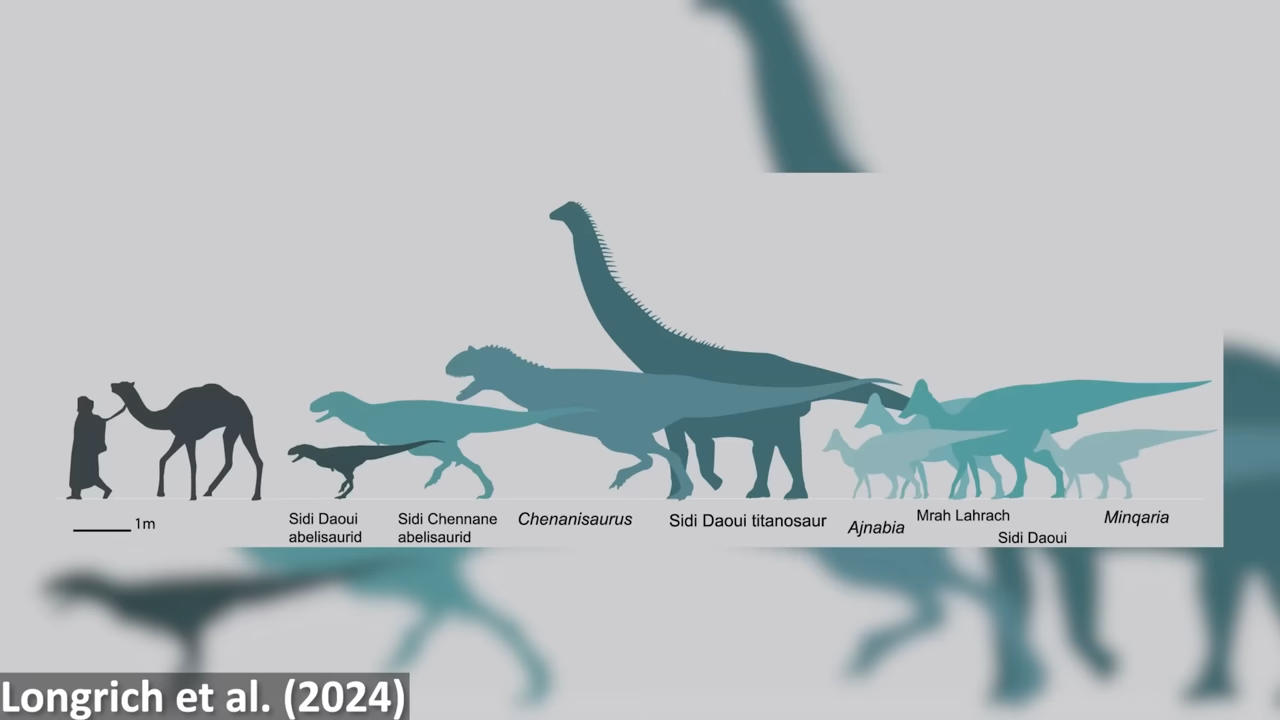 1m
Sidi Daoui
abelisaurid
Sidi Chennane
abelisaurid
Chenanisaurus
Sidi Daoui titanosaur
Ajnabia
Mrah Lahrach
Sidi Daoui
Minqaria
Longrich et al. (2024)